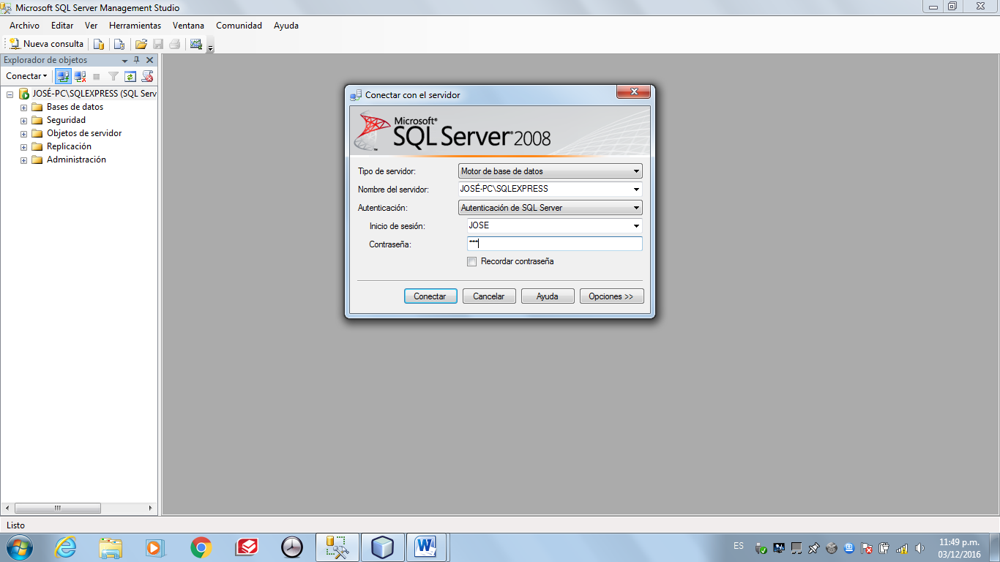 Microsoft SQL Server Management Studio
Archivo Editar Ver Herramientas Ventana Comunidad Ayuda
Nueva consulta
Explorador de objetos
Conectar
JOSÉ-PC\SQLEXPRESS (SQL Serv
Bases de datos
Seguridad
Objetos de servidor
Replicación
Administración
Conectar con el servidor
Microsoft®
SQL Server® 2008
Tipo de servidor: Motor de base de datos
Nombre del servidor: JOSÉ-PC\SQLEXPRESS
Autenticación: Autenticación de SQL Server
Inicio de sesión: JOSE
Contraseña: ***
Recordar contraseña
Conectar Cancelar Ayuda Opciones >>
Listo
ES
11:49 p.m.
03/12/2016